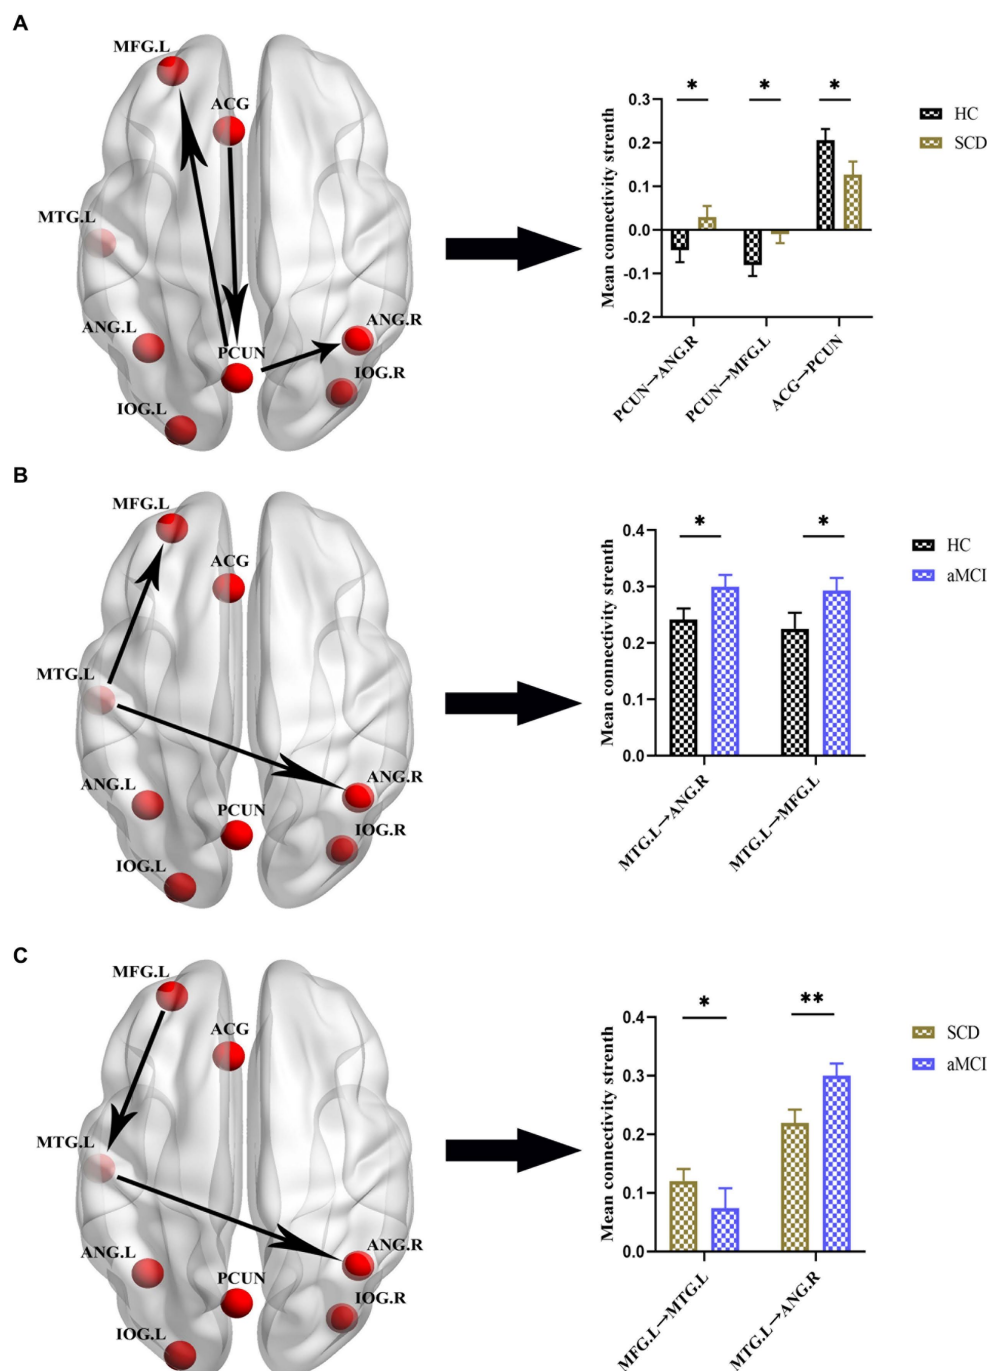 A
MFG.L
ACG
MTG.L
ANG.L
PCUN
ANG.R
IOG.R
IOG.L
Mean connectivity strenth
0.3
0.2
0.1
0.0
-0.1
-0.2
*
*
*
PCUN→ANG.R
PCUN→MFG.L
ACG→PCUN
HC
SCD
B
MFG.L
ACG
MTG.L
ANG.L
PCUN
ANG.R
IOG.R
IOG.L
Mean connectivity strenth
0.4
0.3
0.2
0.1
0.0
*
*
MTG.L→ANG.R
MTG.L→MFG.L
HC
aMCI
C
MFG.L
ACG
MTG.L
ANG.L
PCUN
ANG.R
IOG.R
IOG.L
Mean connectivity strenth
0.4
0.3
0.2
0.1
0.0
*
**
MFG.L→MTG.L
MTG.L→ANG.R
SCD
aMCI